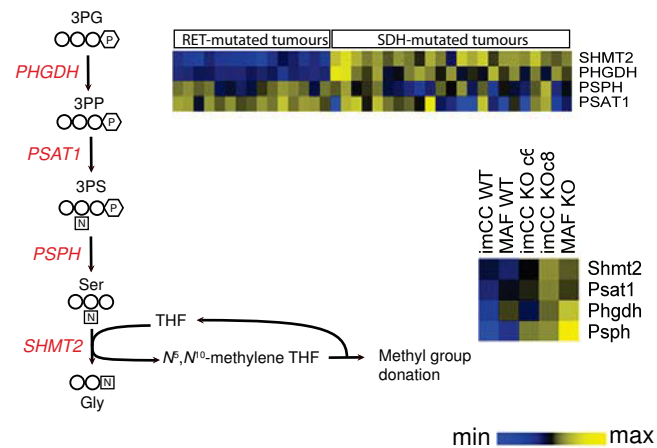 3PG
P
PHGDH
3PP
P
PSAT1
3PS
P
N
PSPH
Ser
N
SHMT2
THF
N⁵,N¹⁰-methylene THF
Methyl group
donation
N
Gly
RET-mutated tumours
SDH-mutated tumours
SHMT2
PHGDH
PSPH
PSAT1
imCC WT
MAF WT
imCC KO c6
imCC KOc8
MAF KO
Shmt2
Psat1
Phgdh
Psph
min
max